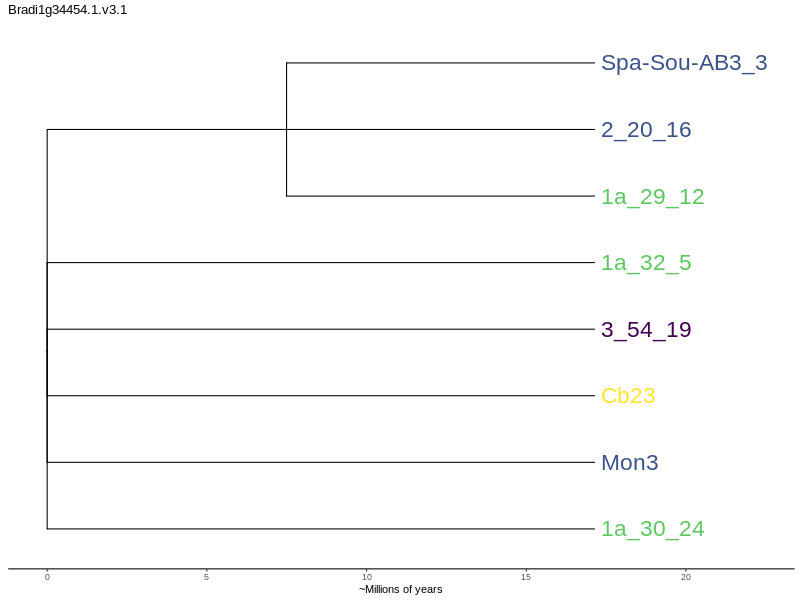 Bradi1g34454.1.v3.1
Spa-Sou-AB3_3
2_20_16
1a_29_12
1a_32_5
3_54_19
Cb23
Mon3
1a_30_24
0 5 10 15 20
~Millions of years